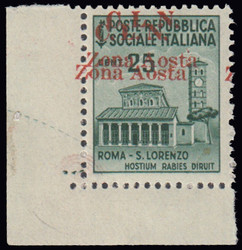 C.L.N.
POSTE REPUBBLICA
SOCIALE ITALIANA
Zona Aosta
25
Zona Aosta
ROMA - S. LORENZO
HOSTIUM RABIES DIRUIT